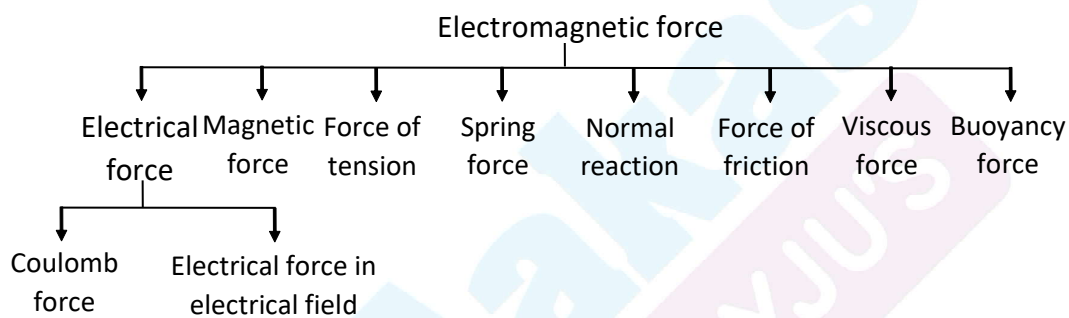 Electromagnetic force
Electrical
force
Magnetic
force
Force of
tension
Spring
force
Normal
reaction
Force of
friction
Viscous
force
Buoyancy
force
Coulomb
force
Electrical force in
electrical field